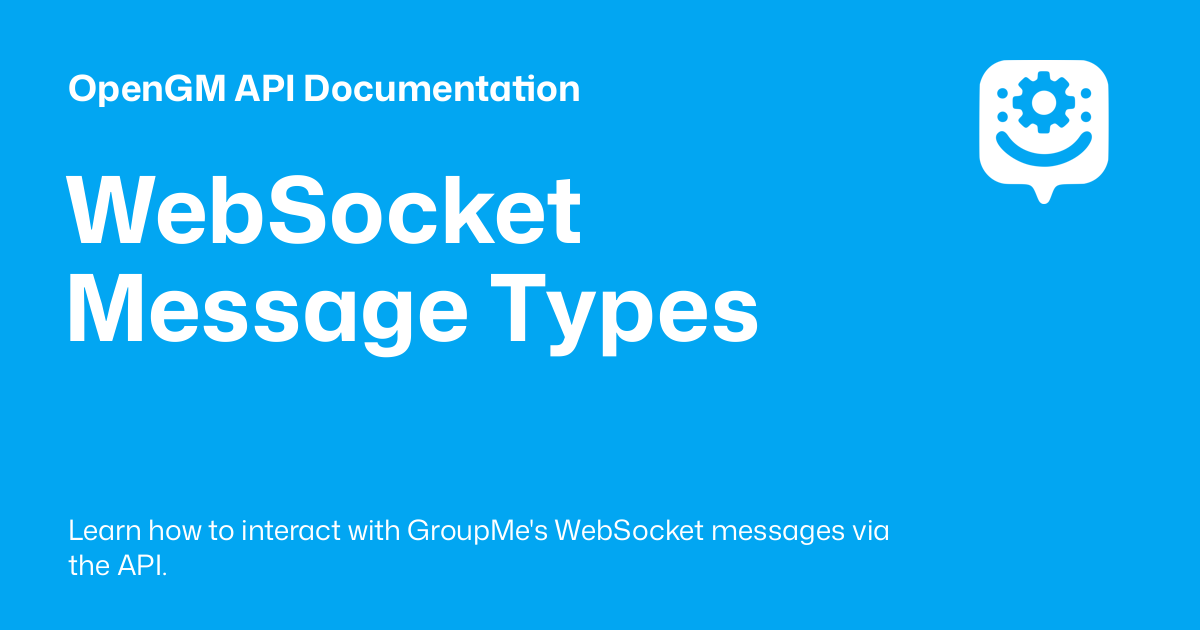 OpenGM API Documentation
WebSocket
Message Types
Learn how to interact with GroupMe's WebSocket messages via
the API.